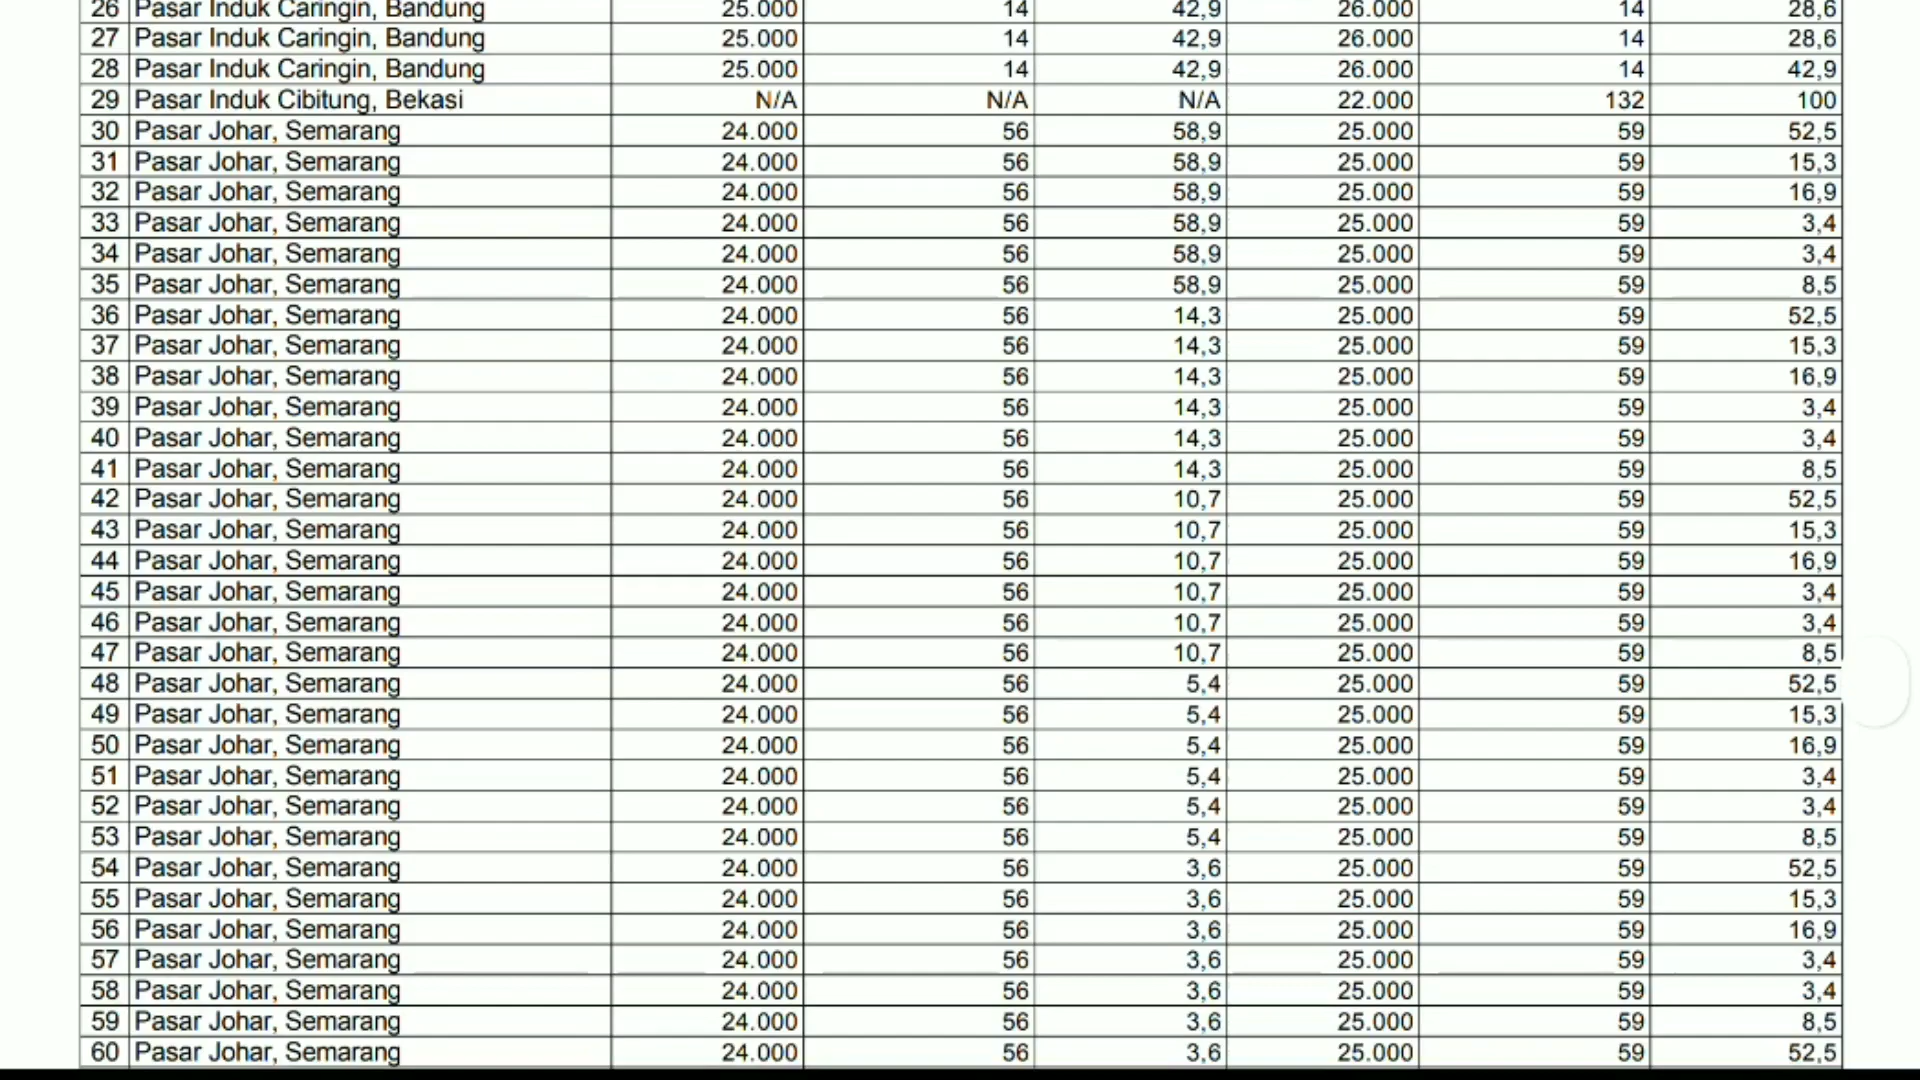 26 Pasar Induk Caringin, Bandung 25.000 14 42,9 26.000 14 28,6
27 Pasar Induk Caringin, Bandung 25.000 14 42,9 26.000 14 28,6
28 Pasar Induk Caringin, Bandung 25.000 14 42,9 26.000 14 42,9
29 Pasar Induk Cibitung, Bekasi N/A N/A N/A 22.000 132 100
30 Pasar Johar, Semarang 24.000 56 58,9 25.000 59 52,5
31 Pasar Johar, Semarang 24.000 56 58,9 25.000 59 15,3
32 Pasar Johar, Semarang 24.000 56 58,9 25.000 59 16,9
33 Pasar Johar, Semarang 24.000 56 58,9 25.000 59 3,4
34 Pasar Johar, Semarang 24.000 56 58,9 25.000 59 3,4
35 Pasar Johar, Semarang 24.000 56 58,9 25.000 59 8,5
36 Pasar Johar, Semarang 24.000 56 14,3 25.000 59 52,5
37 Pasar Johar, Semarang 24.000 56 14,3 25.000 59 15,3
38 Pasar Johar, Semarang 24.000 56 14,3 25.000 59 16,9
39 Pasar Johar, Semarang 24.000 56 14,3 25.000 59 3,4
40 Pasar Johar, Semarang 24.000 56 14,3 25.000 59 3,4
41 Pasar Johar, Semarang 24.000 56 14,3 25.000 59 8,5
42 Pasar Johar, Semarang 24.000 56 10,7 25.000 59 52,5
43 Pasar Johar, Semarang 24.000 56 10,7 25.000 59 15,3
44 Pasar Johar, Semarang 24.000 56 10,7 25.000 59 16,9
45 Pasar Johar, Semarang 24.000 56 10,7 25.000 59 3,4
46 Pasar Johar, Semarang 24.000 56 10,7 25.000 59 3,4
47 Pasar Johar, Semarang 24.000 56 10,7 25.000 59 8,5
48 Pasar Johar, Semarang 24.000 56 5,4 25.000 59 52,5
49 Pasar Johar, Semarang 24.000 56 5,4 25.000 59 15,3
50 Pasar Johar, Semarang 24.000 56 5,4 25.000 59 16,9
51 Pasar Johar, Semarang 24.000 56 5,4 25.000 59 3,4
52 Pasar Johar, Semarang 24.000 56 5,4 25.000 59 3,4
53 Pasar Johar, Semarang 24.000 56 5,4 25.000 59 8,5
54 Pasar Johar, Semarang 24.000 56 3,6 25.000 59 52,5
55 Pasar Johar, Semarang 24.000 56 3,6 25.000 59 15,3
56 Pasar Johar, Semarang 24.000 56 3,6 25.000 59 16,9
57 Pasar Johar, Semarang 24.000 56 3,6 25.000 59 3,4
58 Pasar Johar, Semarang 24.000 56 3,6 25.000 59 3,4
59 Pasar Johar, Semarang 24.000 56 3,6 25.000 59 8,5
60 Pasar Johar, Semarang 24.000 56 3,6 25.000 59 52,5